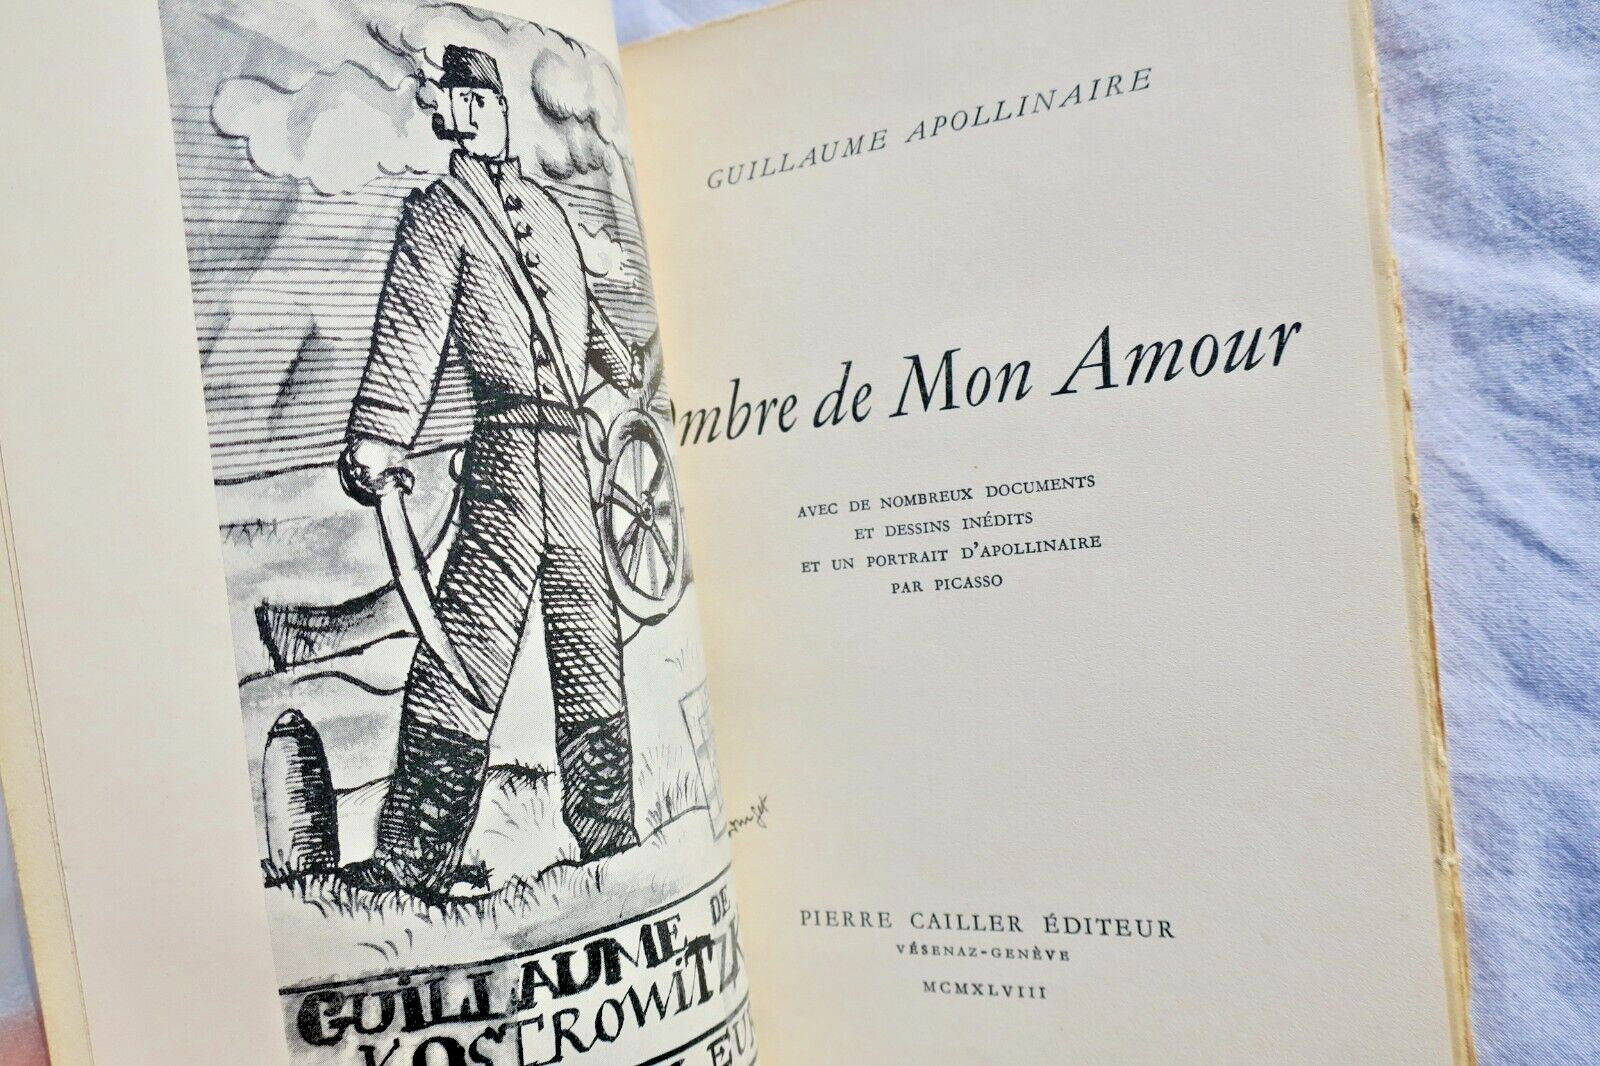 GUILLAUME DE
KOSTROWITZK
GUILLAUME APOLLINAIRE
Ombre de Mon Amour
AVEC DE NOMBREUX DOCUMENTS
ET DESSINS INÉDITS
ET UN PORTRAIT D'APOLLINAIRE
PAR PICASSO
PIERRE CAILLER ÉDITEUR
VÉSENAZ-GENÈVE
MCMXLVIII